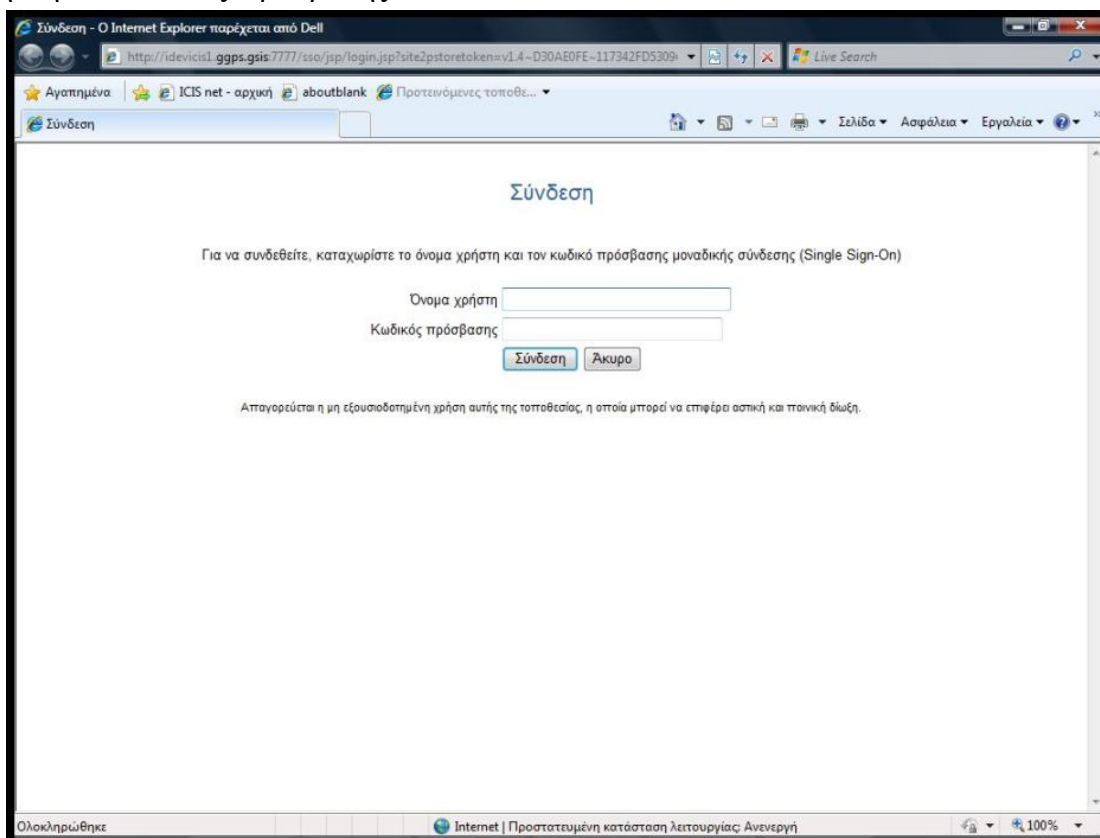 Σύνδεση - Ο Internet Explorer παρέχεται από Dell
http://idevicis1.ggps.gsis:7777/sso/jsp/login.jsp?site2pstoretoken=v1.4~D30AE0FE~117342FD5309
Live Search
Αγαπημένα ICIS net - αρχική aboutblank Προτεινόμενες τοποθε...
Σύνδεση Σελίδα Ασφάλεια Εργαλεία
Σύνδεση
Για να συνδεθείτε, καταχωρίστε το όνομα χρήστη και τον κωδικό πρόσβασης μοναδικής σύνδεσης (Single Sign-On)
Όνομα χρήστη
Κωδικός πρόσβασης
Σύνδεση Άκυρο
Απαγορεύεται η μη εξουσιοδοτημένη χρήση αυτής της τοποθεσίας, η οποία μπορεί να επιφέρει αστική και ποινική δίωξη.
Ολοκληρώθηκε Internet | Προστατευμένη κατάσταση λειτουργίας: Ανενεργή 100%